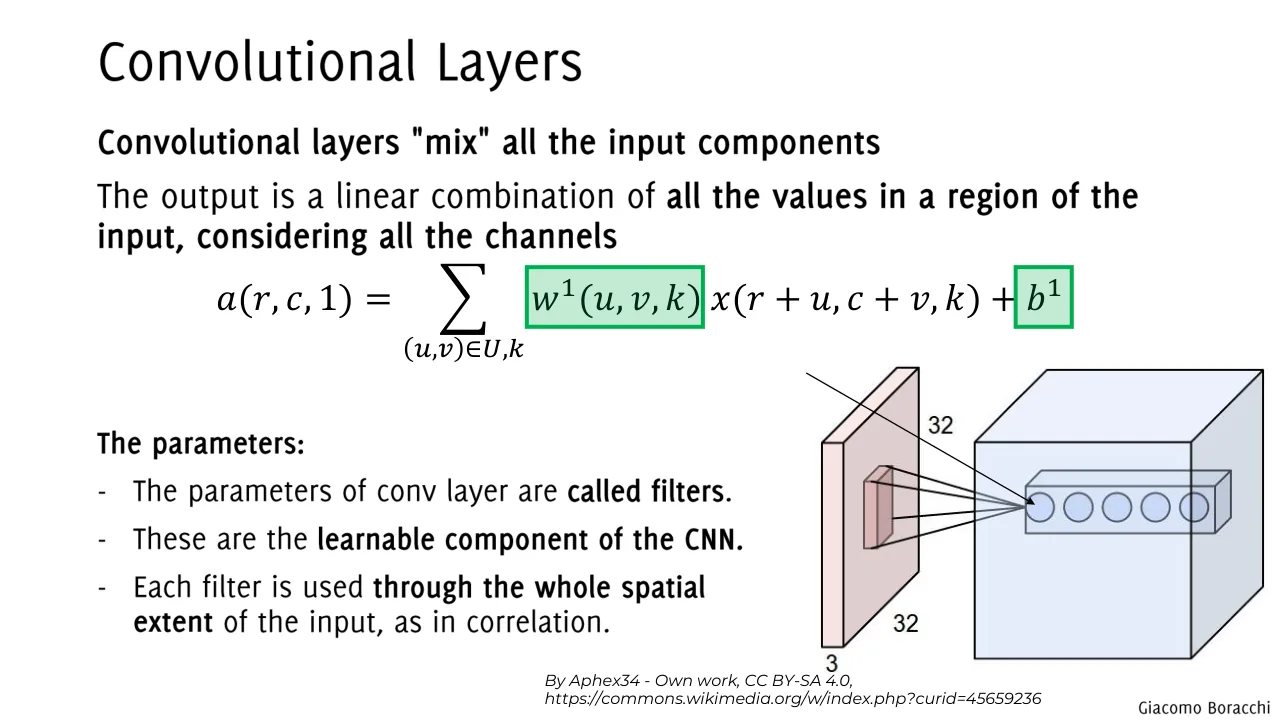 Convolutional Layers
Convolutional layers "mix" all the input components
The output is a linear combination of all the values in a region of the
input, considering all the channels
a(r, c, 1) = ∑ w¹(u, v, k) x(r + u, c + v, k) + b¹
(u,v)∈U,k
The parameters:
- The parameters of conv layer are called filters.
- These are the learnable component of the CNN.
- Each filter is used through the whole spatial
extent of the input, as in correlation.
32
32
3
By Aphex34 - Own work, CC BY-SA 4.0,
https://commons.wikimedia.org/w/index.php?curid=45659236
Giacomo Boracchi